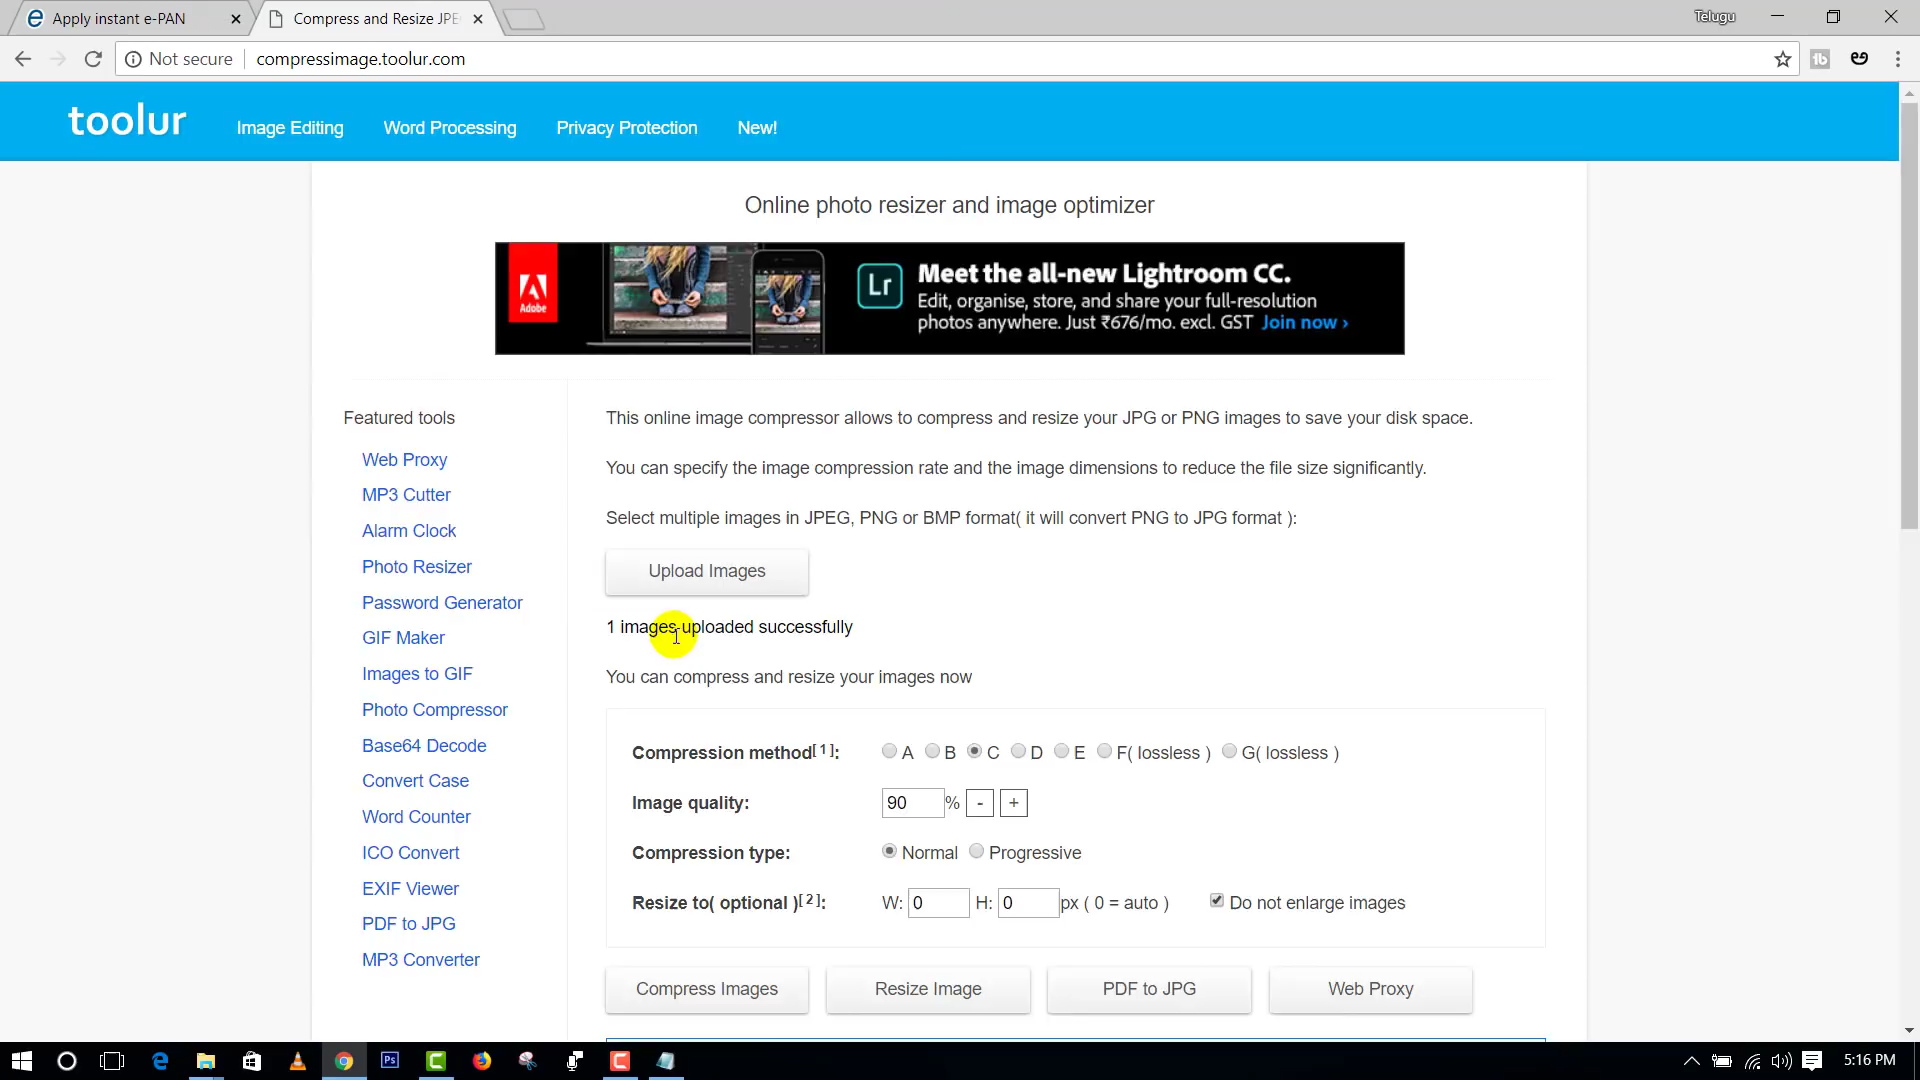 Apply instant e-PAN
Compress and Resize JPE
Telugu
Not secure
compressimage.toolur.com
toolur
Image Editing
Word Processing
Privacy Protection
New!
Online photo resizer and image optimizer
Adobe
Lr
Meet the all-new Lightroom CC.
Edit, organise, store, and share your full-resolution
photos anywhere. Just ₹676/mo. excl. GST Join now ›
Featured tools
Web Proxy
MP3 Cutter
Alarm Clock
Photo Resizer
Password Generator
GIF Maker
Images to GIF
Photo Compressor
Base64 Decode
Convert Case
Word Counter
ICO Convert
EXIF Viewer
PDF to JPG
MP3 Converter
This online image compressor allows to compress and resize your JPG or PNG images to save your disk space.
You can specify the image compression rate and the image dimensions to reduce the file size significantly.
Select multiple images in JPEG, PNG or BMP format( it will convert PNG to JPG format ):
Upload Images
1 images uploaded successfully
You can compress and resize your images now
Compression method[ 1 ]: A B C D E F( lossless ) G( lossless )
Image quality: 90 % - +
Compression type: Normal Progressive
Resize to( optional )[ 2 ]: W: 0 H: 0 px ( 0 = auto ) Do not enlarge images
Compress Images
Resize Image
PDF to JPG
Web Proxy
Ps
5:16 PM